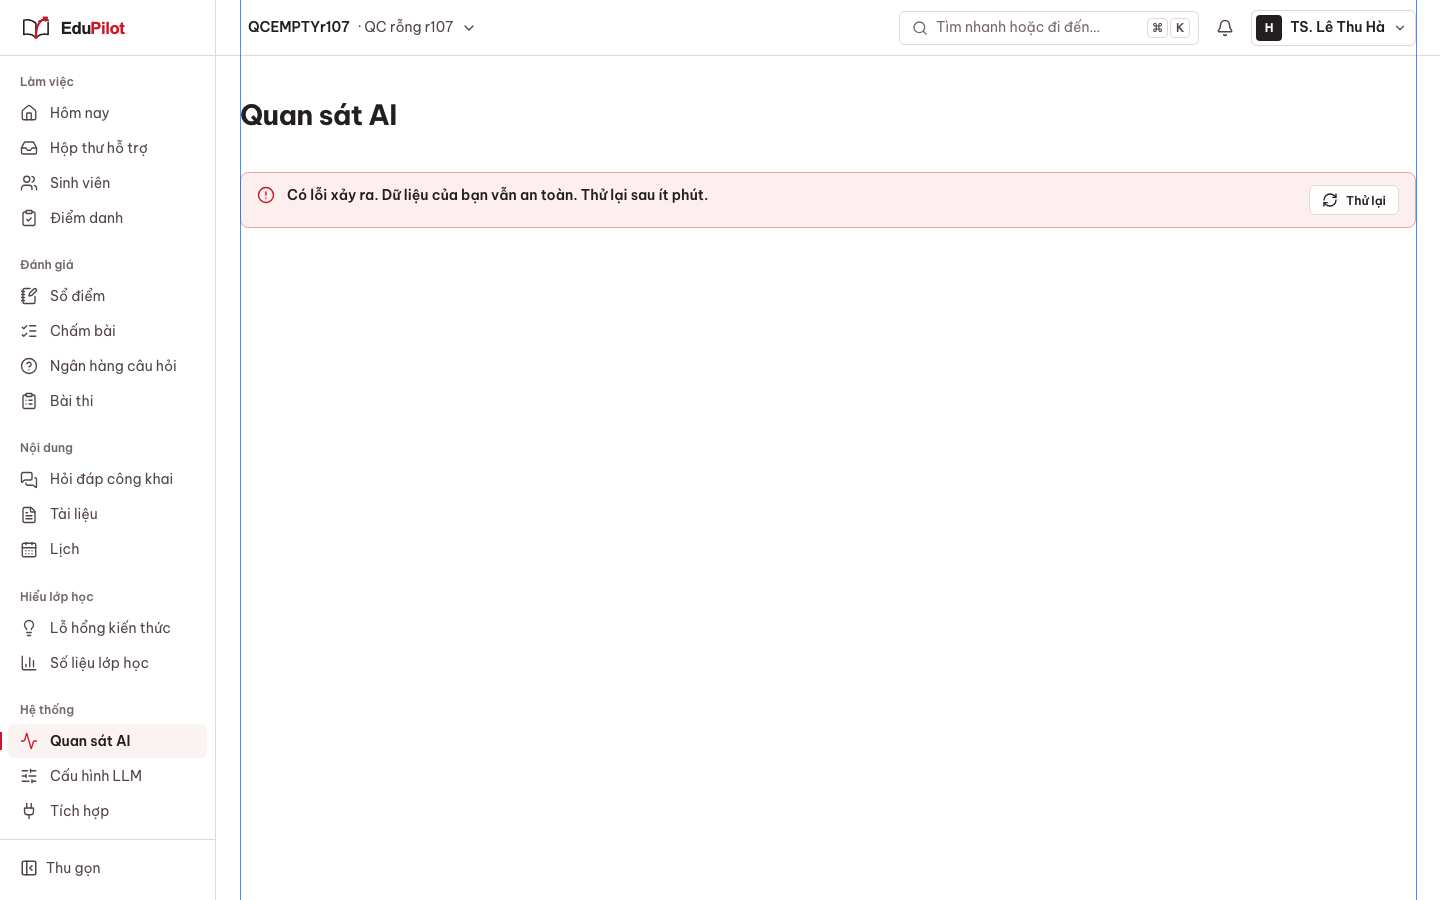 EduPilot
QCEMPTYr107 · QC rỗng r107
Tìm nhanh hoặc đi đến...
⌘ K
H TS. Lê Thu Hà
Làm việc
Hôm nay
Hộp thư hỗ trợ
Sinh viên
Điểm danh
Đánh giá
Sổ điểm
Chấm bài
Ngân hàng câu hỏi
Bài thi
Nội dung
Hỏi đáp công khai
Tài liệu
Lịch
Hiểu lớp học
Lỗ hổng kiến thức
Số liệu lớp học
Hệ thống
Quan sát AI
Cấu hình LLM
Tích hợp
Thu gọn
Quan sát AI
Có lỗi xảy ra. Dữ liệu của bạn vẫn an toàn. Thử lại sau ít phút.
Thử lại